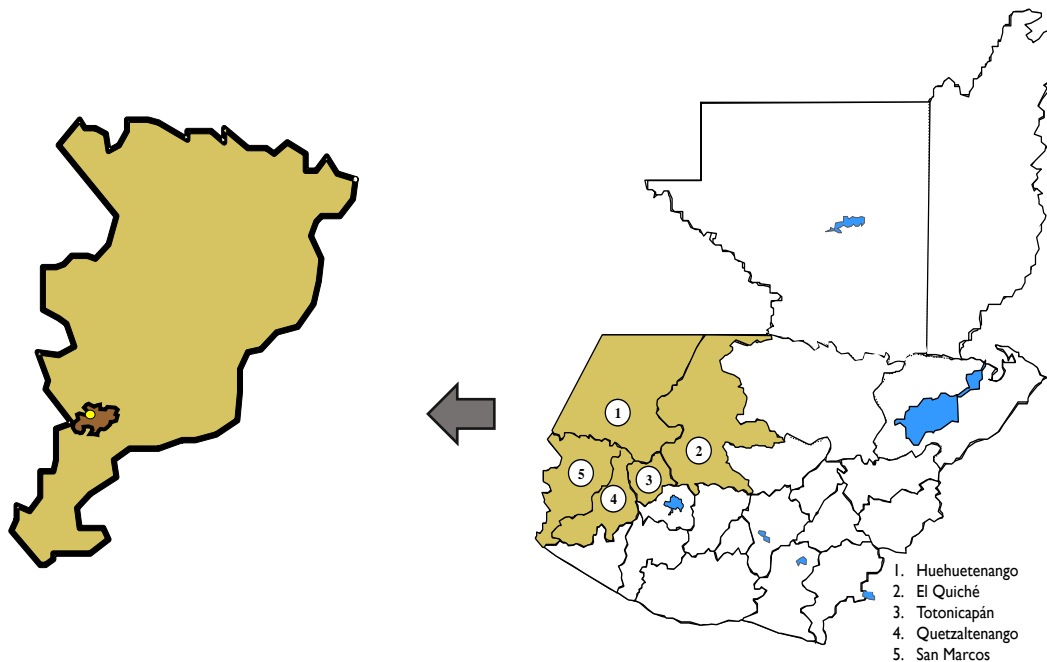 1
2
3
4
5
1. Huehuetenango
2. El Quiché
3. Totonicapán
4. Quetzaltenango
5. San Marcos